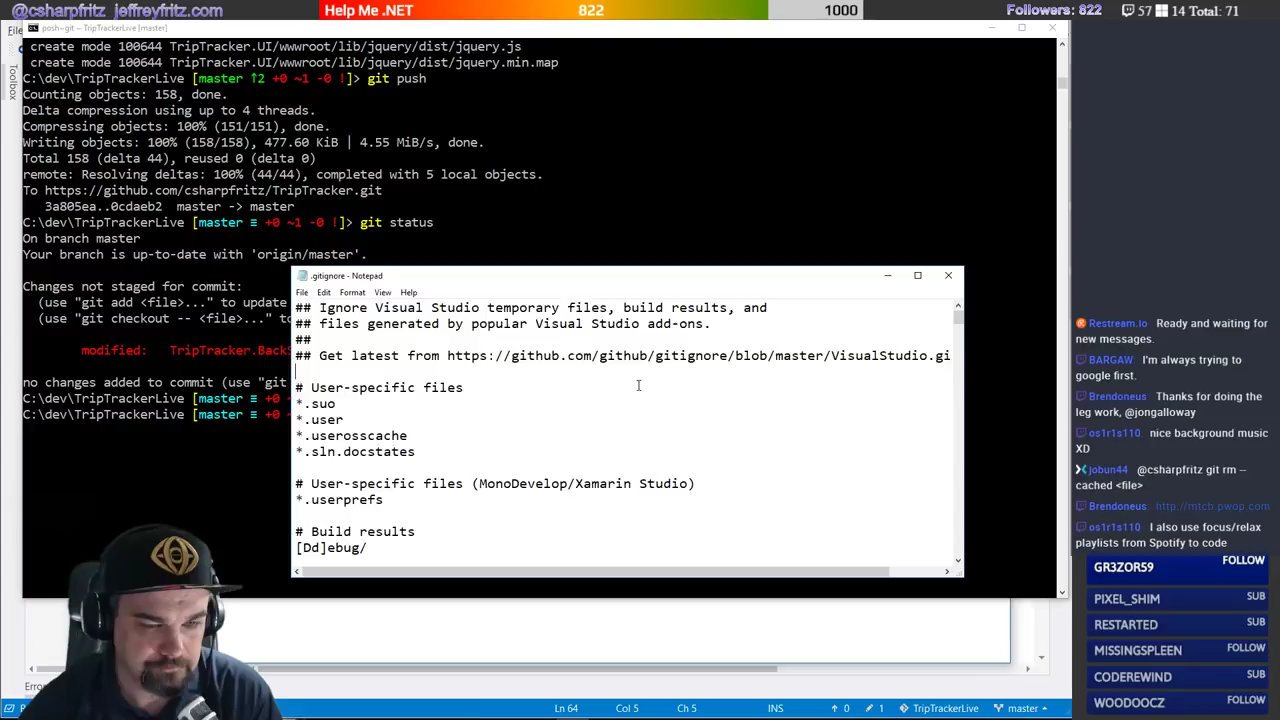 @csharpfritz jeffreyfritz.com
Help Me .NET
822
1000
Followers: 822
57
14 Total: 71
posh~git ~ TripTrackerLive [master]
create mode 100644 TripTracker.UI/wwwroot/lib/jquery/dist/jquery.js
create mode 100644 TripTracker.UI/wwwroot/lib/jquery/dist/jquery.min.map
C:\dev\TripTrackerLive [master ↑2 +0 ~1 -0 !]> git push
Counting objects: 158, done.
Delta compression using up to 4 threads.
Compressing objects: 100% (151/151), done.
Writing objects: 100% (158/158), 477.60 KiB | 4.55 MiB/s, done.
Total 158 (delta 44), reused 0 (delta 0)
remote: Resolving deltas: 100% (44/44), completed with 5 local objects.
To https://github.com/csharpfritz/TripTracker.git
3a805ea..0cdaeb2  master -> master
C:\dev\TripTrackerLive [master ≡ +0 ~1 -0 !]> git status
On branch master
Your branch is up-to-date with 'origin/master'.
Changes not staged for commit:
(use "git add <file>..." to update
(use "git checkout -- <file>..." to
modified:   TripTracker.Back
no changes added to commit (use "git
C:\dev\TripTrackerLive [master ≡ +0
C:\dev\TripTrackerLive [master ≡ +0
Toolbox
.gitignore - Notepad
File Edit Format View Help
## Ignore Visual Studio temporary files, build results, and
## files generated by popular Visual Studio add-ons.
##
## Get latest from https://github.com/github/gitignore/blob/master/VisualStudio.gi
# User-specific files
*.suo
*.user
*.userosscache
*.sln.docstates
# User-specific files (MonoDevelop/Xamarin Studio)
*.userprefs
# Build results
[Dd]ebug/
Restream.Io Ready and waiting for
new messages.
BARGAW I'm always trying to
google first.
Brendoneus Thanks for doing the
leg work, @jongalloway
os1r1s110 nice background music
XD
Jobun44 @csharpfritz git rm --
cached <file>
Brendoneus http://mtcb.pwop.com
os1r1s110 I also use focus/relax
playlists from Spotify to code
GR3ZOR59 FOLLOW
PIXEL_SHIM SUB
RESTARTED SUB
MISSINGSPLEEN FOLLOW
CODEREWIND SUB
WOODOOCZ FOLLOW
Ln 64 Col 5 Ch 5 INS 0 1 TripTrackerLive master